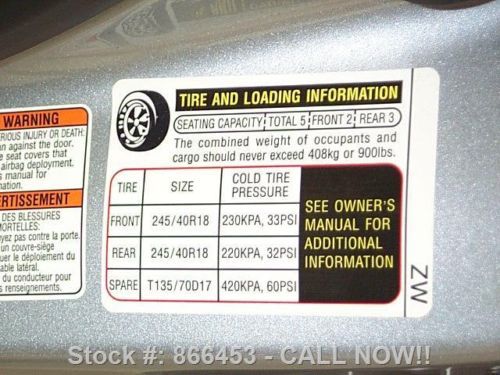 WARNING
ERIOUS INJURY OR DEATH:
an against the door.
e seat covers that
airbag deployment.
s manual for
mation.
ERTISSEMENT
DES BLESSURES
MORTELLES:
yez pas contre la porte.
un couvre-siège
uer le déploiement du
able latéral.
du conducteur pour
es renseignements.
TIRE AND LOADING INFORMATION
SEATING CAPACITY TOTAL 5 FRONT 2 REAR 3
The combined weight of occupants and
cargo should never exceed 408kg or 900lbs.
TIRE SIZE COLD TIRE PRESSURE
FRONT 245/40R18 230KPA, 33PSI
REAR 245/40R18 220KPA, 32PSI
SPARE T135/70D17 420KPA, 60PSI
SEE OWNER'S
MANUAL FOR
ADDITIONAL
INFORMATION
ZW
Stock #: 866453 - CALL NOW!!